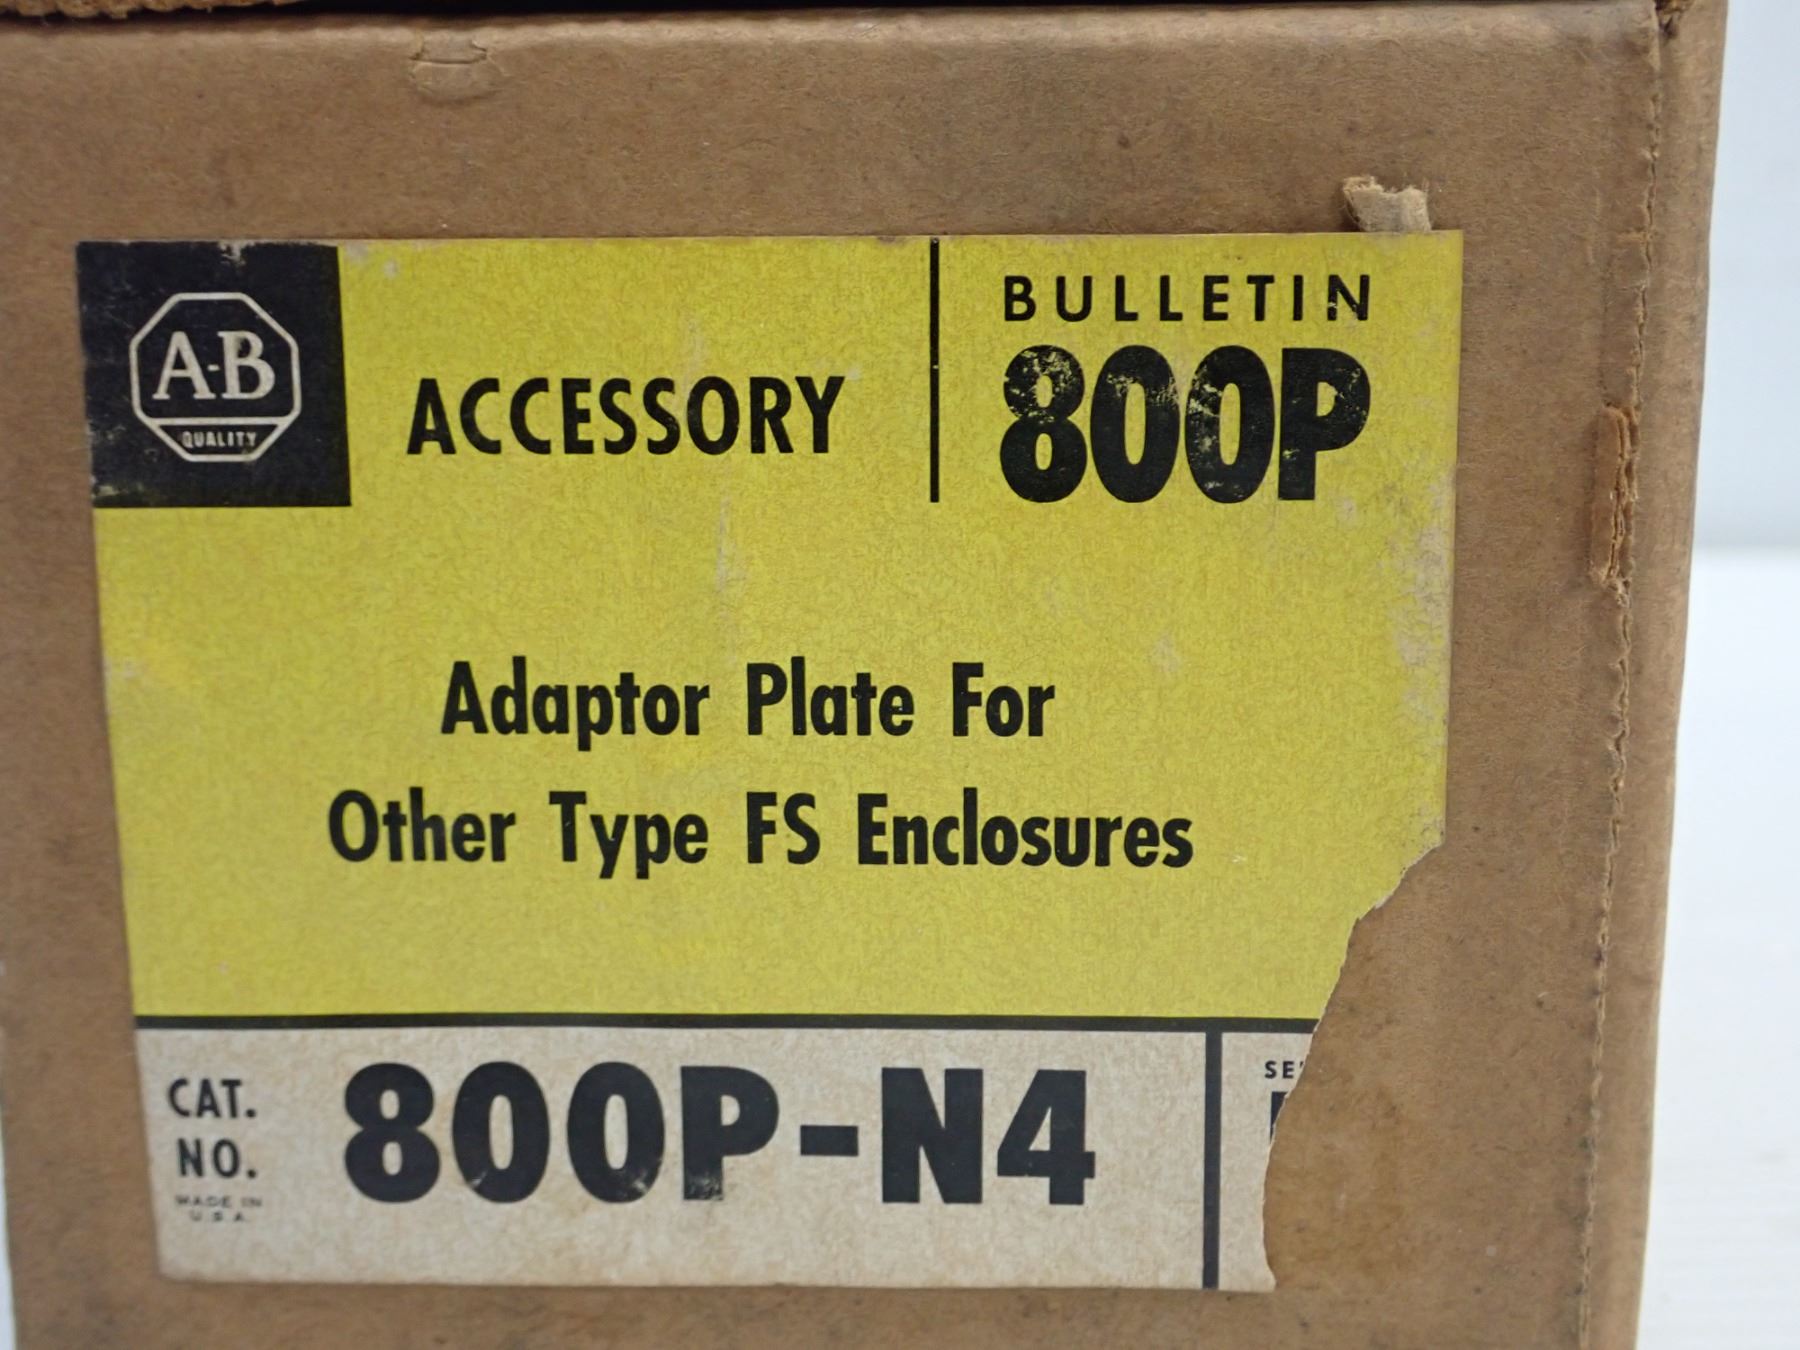 A-B
QUALITY
ACCESSORY
BULLETIN
800P
Adaptor Plate For
Other Type FS Enclosures
CAT.
NO.
800P-N4
MADE IN
U.S.A.